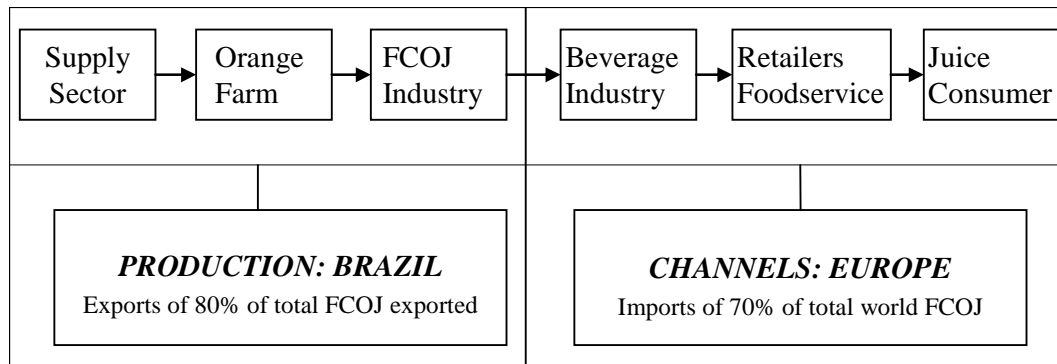 Supply
Sector
Orange
Farm
FCOJ
Industry
Beverage
Industry
Retailers
Foodservice
Juice
Consumer
PRODUCTION: BRAZIL
Exports of 80% of total FCOJ exported
CHANNELS: EUROPE
Imports of 70% of total world FCOJ